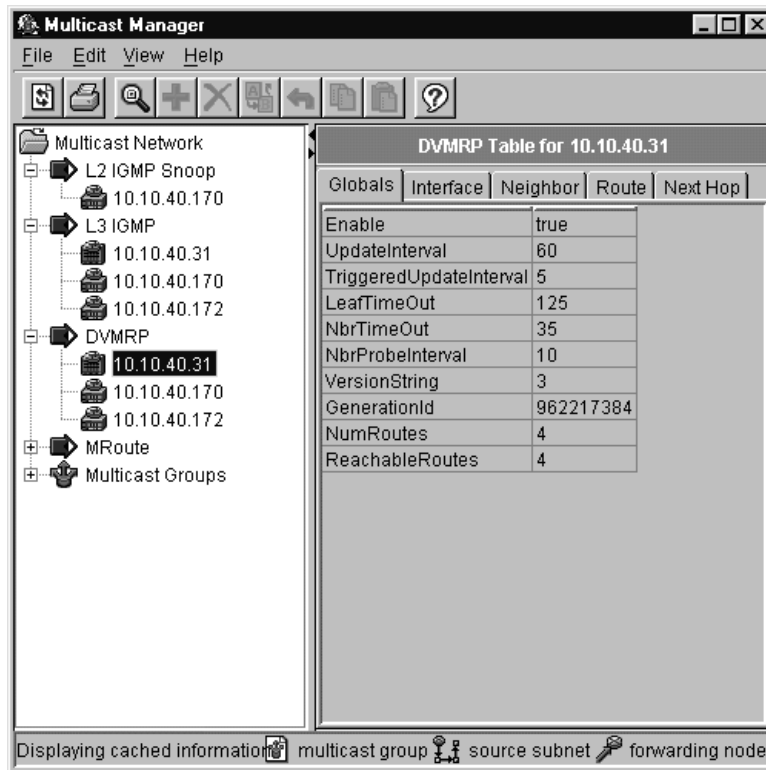 Multicast Manager
File Edit View Help
Multicast Network
L2 IGMP Snoop
10.10.40.170
L3 IGMP
10.10.40.31
10.10.40.170
10.10.40.172
DVMRP
10.10.40.31
10.10.40.170
10.10.40.172
MRoute
Multicast Groups
DVMRP Table for 10.10.40.31
Globals Interface Neighbor Route Next Hop
Enable true
UpdateInterval 60
TriggeredUpdateInterval 5
LeafTimeOut 125
NbrTimeOut 35
NbrProbeInterval 10
VersionString 3
GenerationId 962217384
NumRoutes 4
ReachableRoutes 4
Displaying cached information multicast group source subnet forwarding node